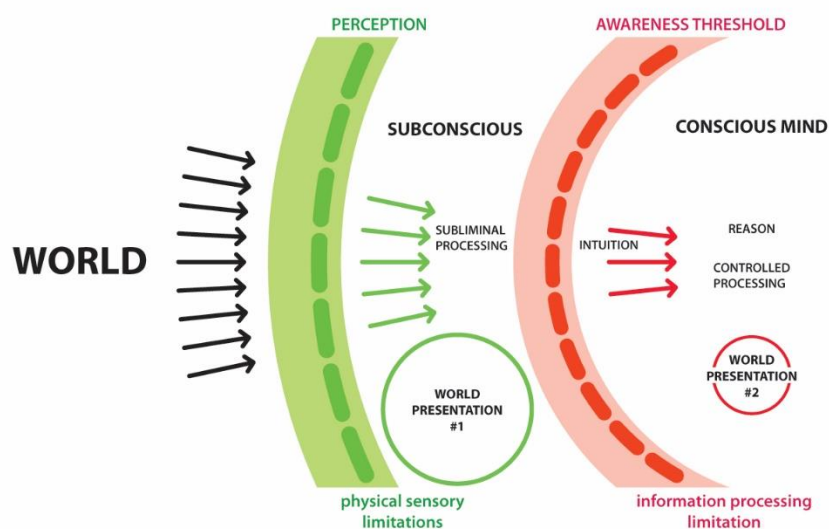 PERCEPTION
AWARENESS THRESHOLD
SUBCONSCIOUS
CONSCIOUS MIND
WORLD
SUBLIMINAL
PROCESSING
INTUITION
REASON
CONTROLLED
PROCESSING
WORLD
PRESENTATION
#1
WORLD
PRESENTATION
#2
physical sensory
limitations
information processing
limitation